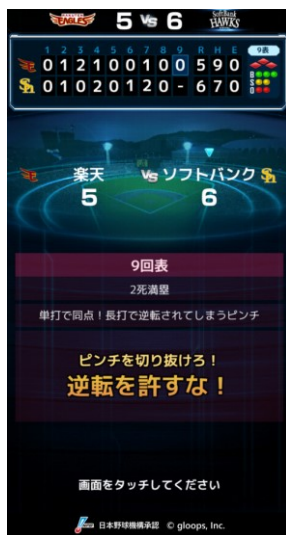 EAGLES 5 VS 6 SoftBank HAWKS
1 2 3 4 5 6 7 8 9 R H E 9表
0 1 2 1 0 0 1 0 0 5 9 0
0 1 0 2 0 1 2 0 - 6 7 0
B
S
O
楽天 VS ソフトバンク
5 6
9回表
2死満塁
単打で同点！長打で逆転されてしまうピンチ
ピンチを切り抜けろ！
逆転を許すな！
画面をタッチしてください
日本野球機構承認 © gloops, Inc.